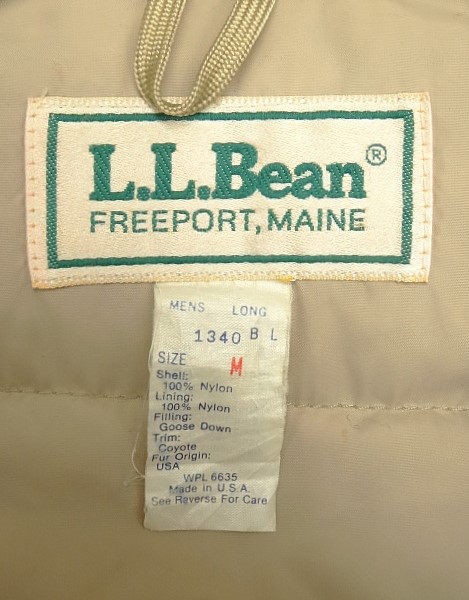 L.L.Bean®
FREEPORT, MAINE
MENS LONG
1340 B L
SIZE M
Shell:
100% Nylon
Lining:
100% Nylon
Filling:
Goose Down
Trim:
Coyote
Fur Origin:
USA
WPL 6635
Made in U.S.A.
See Reverse For Care